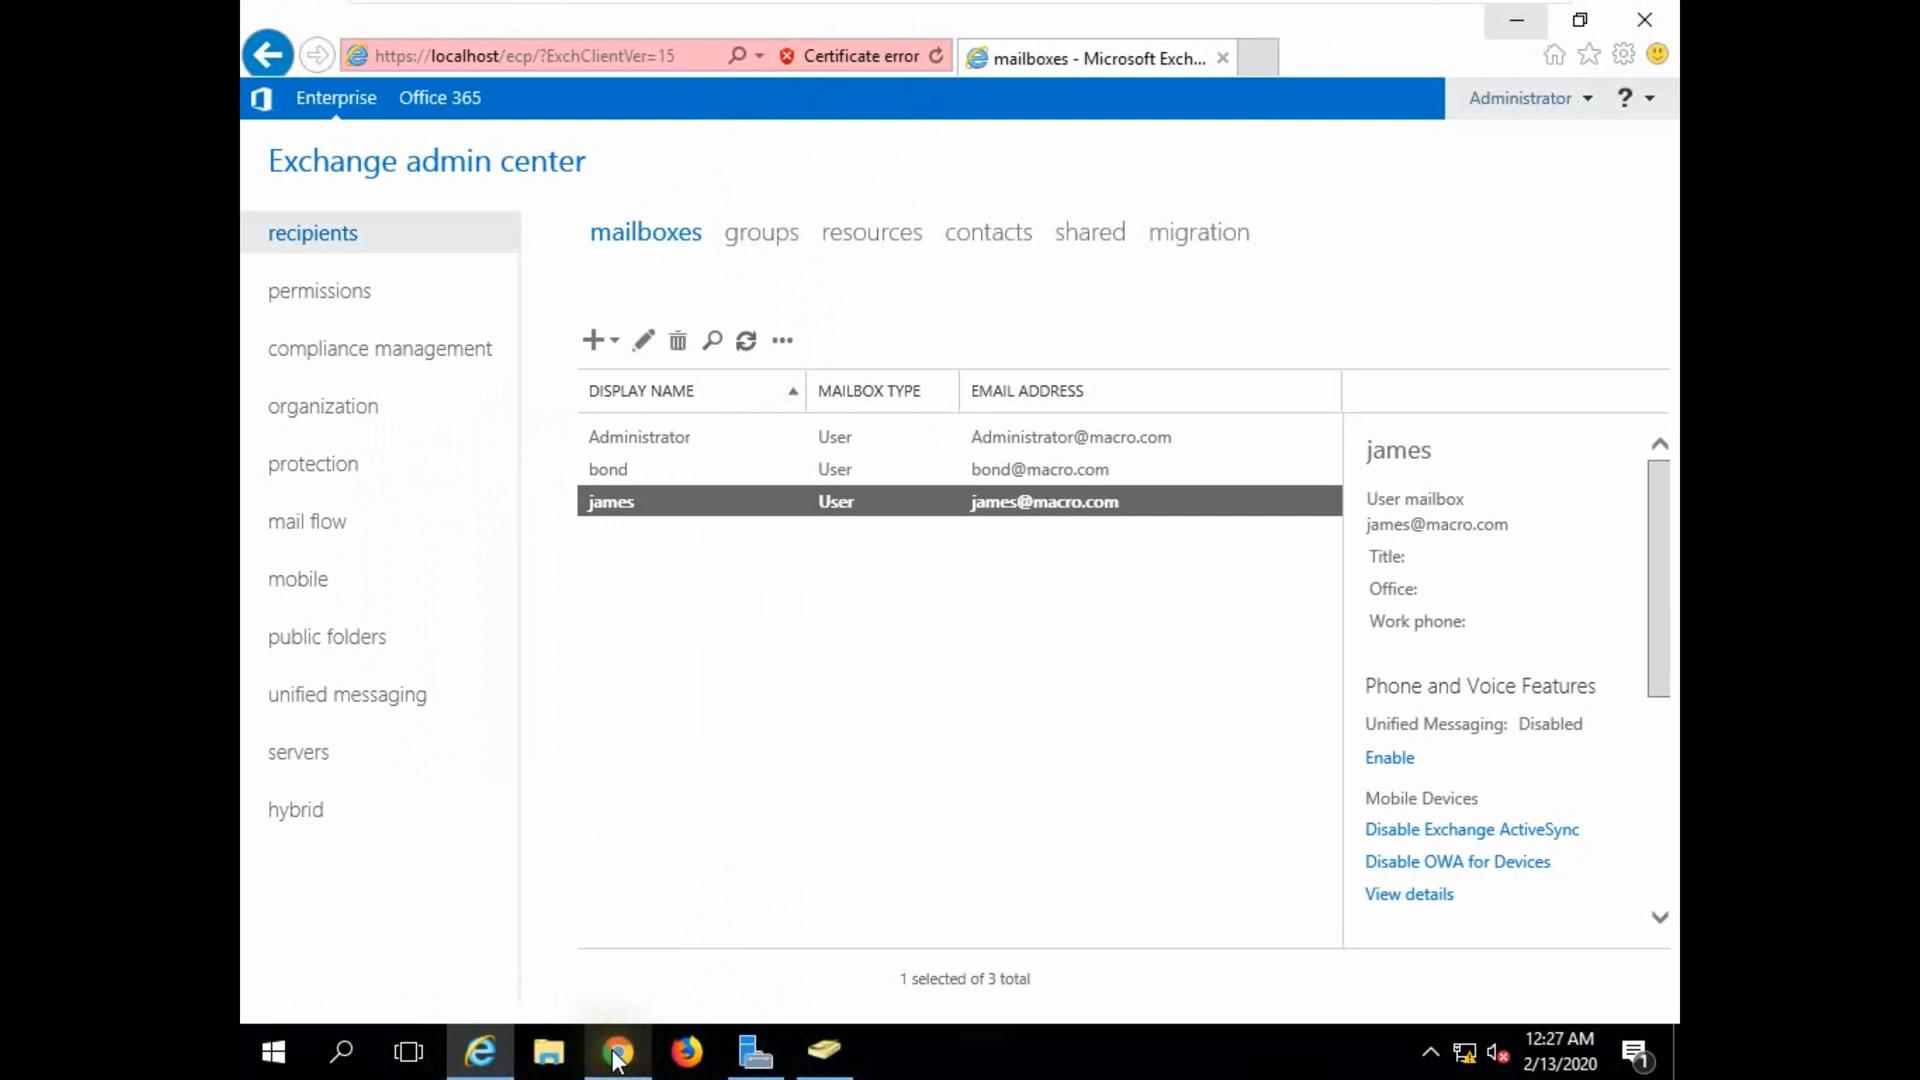 https://localhost/ecp/?ExchClientVer=15
Certificate error
mailboxes - Microsoft Exch...
Enterprise
Office 365
Administrator
?
Exchange admin center
recipients
permissions
compliance management
organization
protection
mail flow
mobile
public folders
unified messaging
servers
hybrid
mailboxes groups resources contacts shared migration
DISPLAY NAME MAILBOX TYPE EMAIL ADDRESS
Administrator User Administrator@macro.com
bond User bond@macro.com
james User james@macro.com
james
User mailbox
james@macro.com
Title:
Office:
Work phone:
Phone and Voice Features
Unified Messaging: Disabled
Enable
Mobile Devices
Disable Exchange ActiveSync
Disable OWA for Devices
View details
1 selected of 3 total
12:27 AM
2/13/2020
1